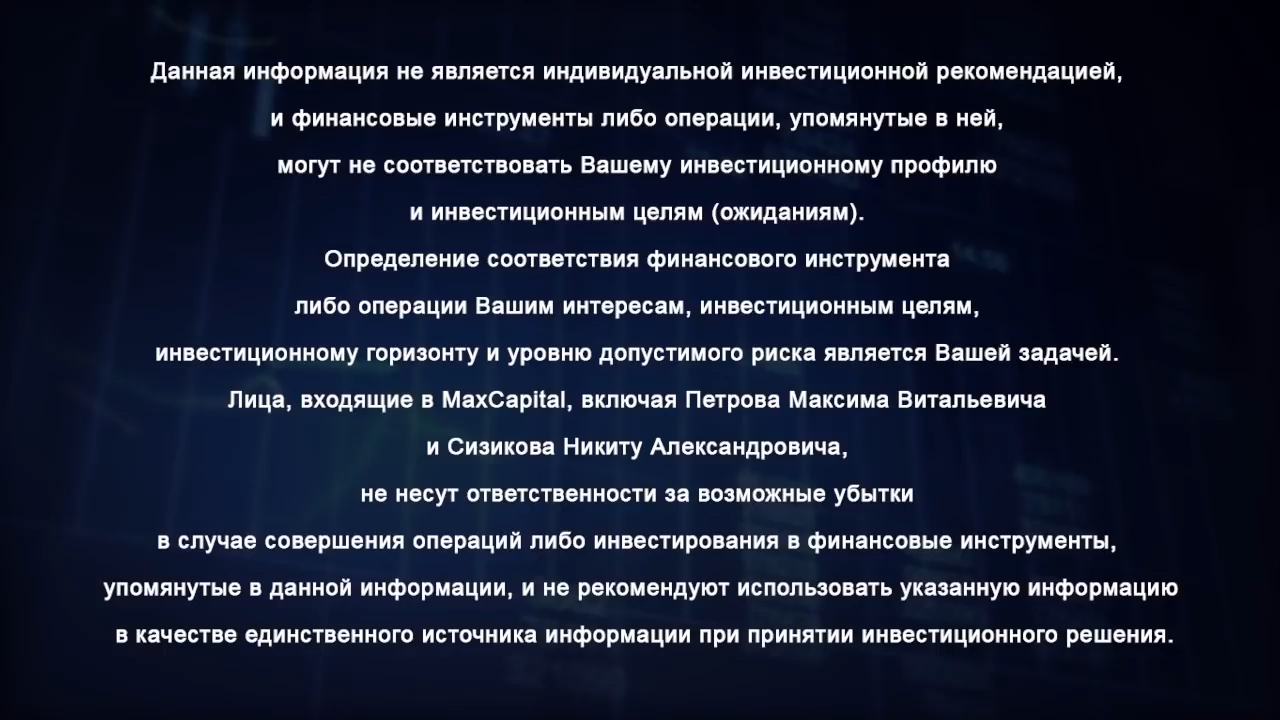 Данная информация не является индивидуальной инвестиционной рекомендацией,
и финансовые инструменты либо операции, упомянутые в ней,
могут не соответствовать Вашему инвестиционному профилю
и инвестиционным целям (ожиданиям).
Определение соответствия финансового инструмента
либо операции Вашим интересам, инвестиционным целям,
инвестиционному горизонту и уровню допустимого риска является Вашей задачей.
Лица, входящие в MaxCapital, включая Петрова Максима Витальевича
и Сизикова Никиту Александровича,
не несут ответственности за возможные убытки
в случае совершения операций либо инвестирования в финансовые инструменты,
упомянутые в данной информации, и не рекомендуют использовать указанную информацию
в качестве единственного источника информации при принятии инвестиционного решения.